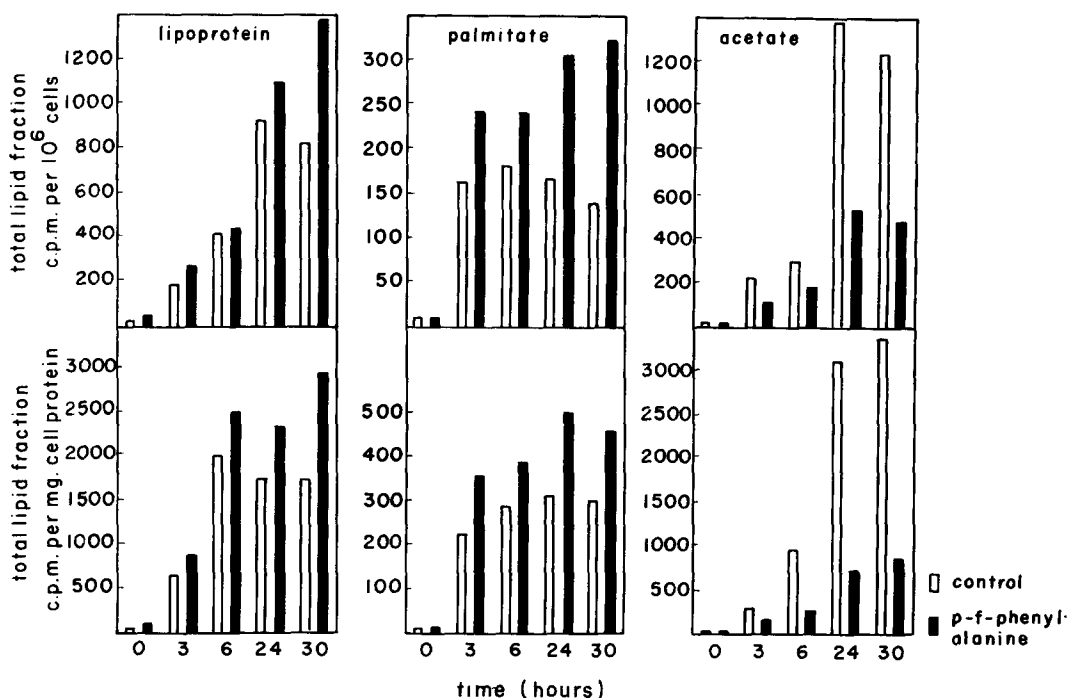 lipoprotein
palmitate
acetate
total lipid fraction
c.p.m. per 10⁶ cells
1200
1000
800
600
400
200
300
250
200
150
100
50
1200
1000
800
600
400
200
total lipid fraction
c.p.m. per mg. cell protein
3000
2500
2000
1500
1000
500
500
400
300
200
100
3000
2500
2000
1500
1000
500
0 3 6 24 30
0 3 6 24 30
0 3 6 24 30
time (hours)
control
p-f-phenyl-
alanine